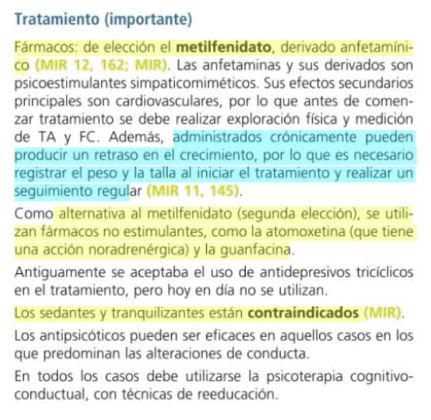 Tratamiento (importante)
Fármacos: de elección el metilfenidato, derivado anfetamíni-
co (MIR 12, 162; MIR). Las anfetaminas y sus derivados son
psicoestimulantes simpaticomiméticos. Sus efectos secundarios
principales son cardiovasculares, por lo que antes de comen-
zar tratamiento se debe realizar exploración física y medición
de TA y FC. Además, administrados crónicamente pueden
producir un retraso en el crecimiento, por lo que es necesario
registrar el peso y la talla al iniciar el tratamiento y realizar un
seguimiento regular (MIR 11, 145).
Como alternativa al metilfenidato (segunda elección), se utili-
zan fármacos no estimulantes, como la atomoxetina (que tiene
una acción noradrenérgica) y la guanfacina.
Antiguamente se aceptaba el uso de antidepresivos tricíclicos
en el tratamiento, pero hoy en día no se utilizan.
Los sedantes y tranquilizantes están contraindicados (MIR).
Los antipsicóticos pueden ser eficaces en aquellos casos en los
que predominan las alteraciones de conducta.
En todos los casos debe utilizarse la psicoterapia cognitivo-
conductual, con técnicas de reeducación.